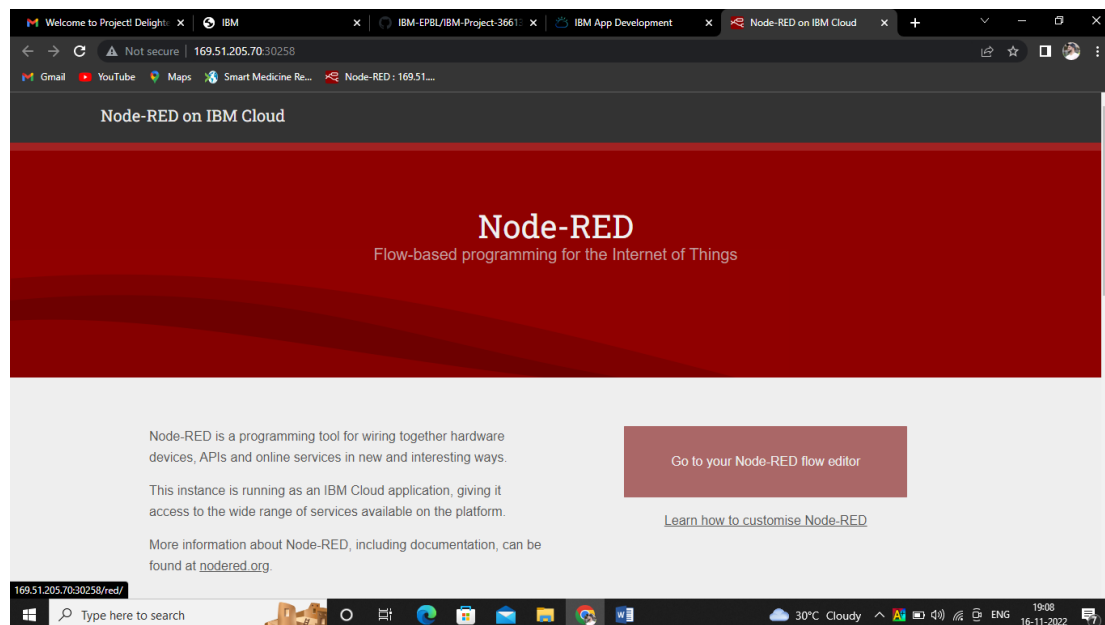 Welcome to Project! Delighte
IBM
IBM-EPBL/IBM-Project-36613
IBM App Development
Node-RED on IBM Cloud
Not secure | 169.51.205.70:30258
Gmail YouTube Maps Smart Medicine Re... Node-RED : 169.51....
Node-RED on IBM Cloud
Node-RED
Flow-based programming for the Internet of Things
Node-RED is a programming tool for wiring together hardware
devices, APIs and online services in new and interesting ways.
This instance is running as an IBM Cloud application, giving it
access to the wide range of services available on the platform.
More information about Node-RED, including documentation, can be
found at nodered.org.
Go to your Node-RED flow editor
Learn how to customise Node-RED
169.51.205.70:30258/red/
Type here to search
30°C Cloudy
ENG
19:08
16-11-2022